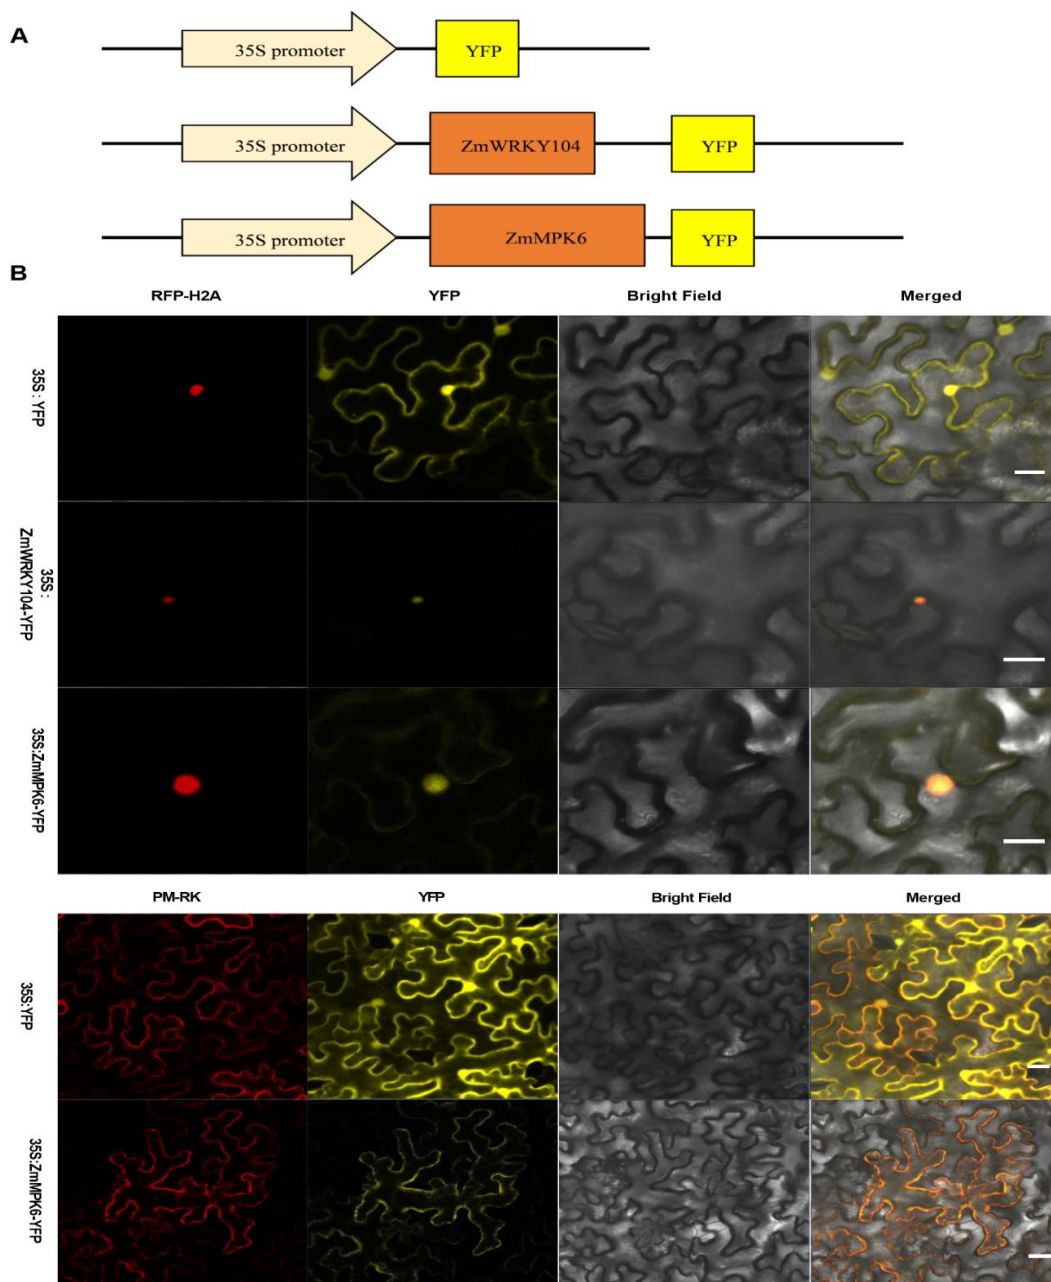 A
35S promoter
YFP
35S promoter
ZmWRKY104
YFP
35S promoter
ZmMPK6
YFP
B
RFP-H2A
YFP
Bright Field
Merged
35S : YFP
35S :
ZmWRKY104-YFP
35S:ZmMPK6-YFP
PM-RK
YFP
Bright Field
Merged
35S:YFP
35S:ZmMPK6-YFP